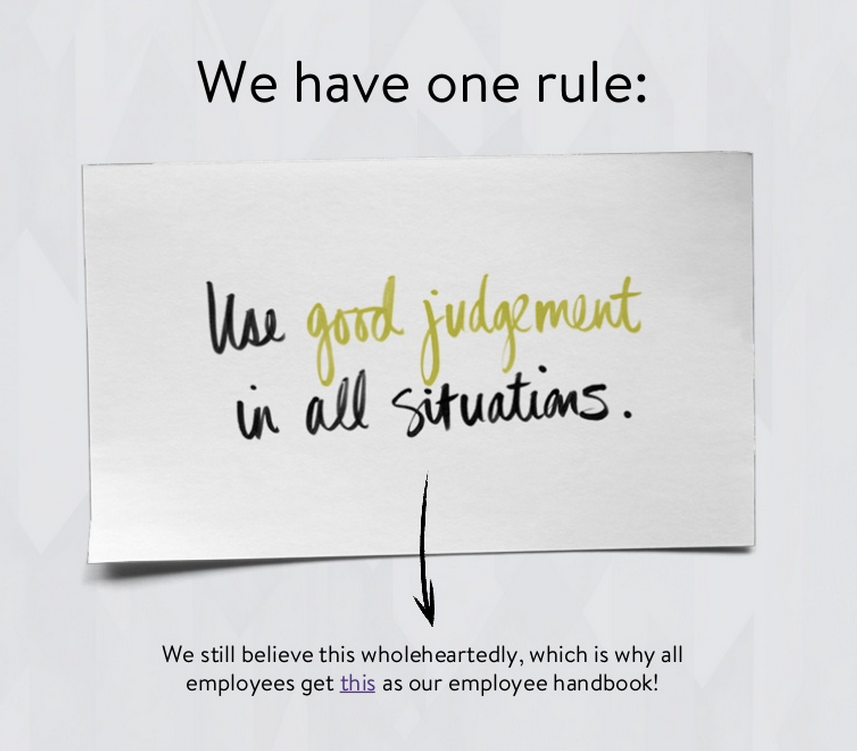 We have one rule:
Use good judgement
in all situations.
We still believe this wholeheartedly, which is why all
employees get this as our employee handbook!